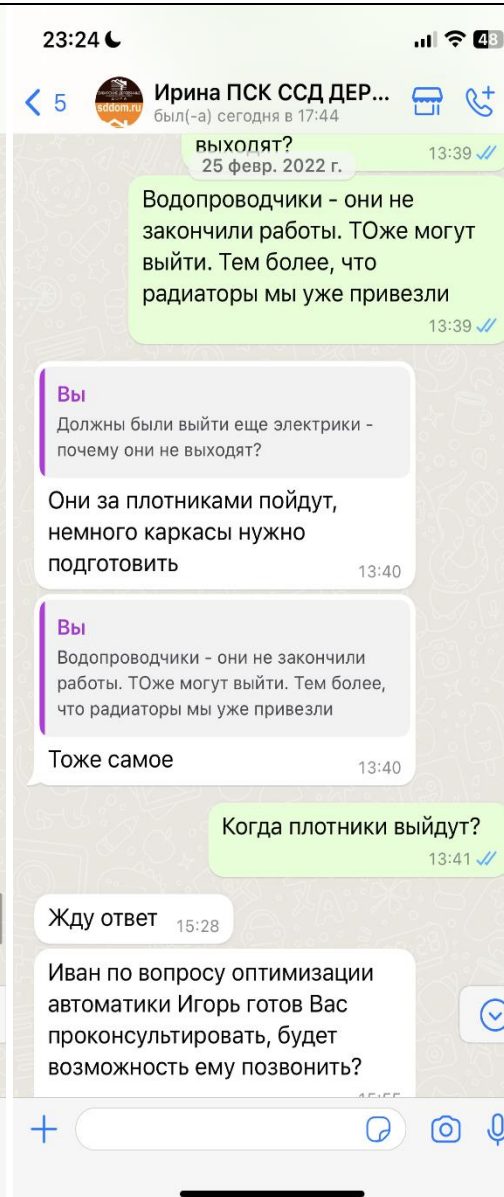 23:24
48
5
sddom.ru
Ирина ПСК ССД ДЕР...
был(-а) сегодня в 17:44
выходят?
13:39
25 февр. 2022 г.
Водопроводчики - они не
закончили работы. ТОже могут
выйти. Тем более, что
радиаторы мы уже привезли
13:39
Вы
Должны были выйти еще электрики -
почему они не выходят?
Они за плотниками пойдут,
немного каркасы нужно
подготовить
13:40
Вы
Водопроводчики - они не закончили
работы. ТОже могут выйти. Тем более,
что радиаторы мы уже привезли
Тоже самое
13:40
Когда плотники выйдут?
13:41
Жду ответ
15:28
Иван по вопросу оптимизации
автоматики Игорь готов Вас
проконсультировать, будет
возможность ему позвонить?